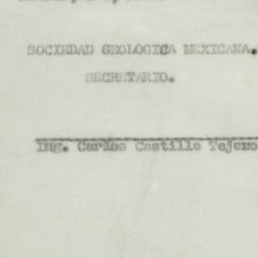 SOCIEDAD GEOLOGICA MEXICANA.
SECRETARIO.
Ing. Carlos Castillo Tejero